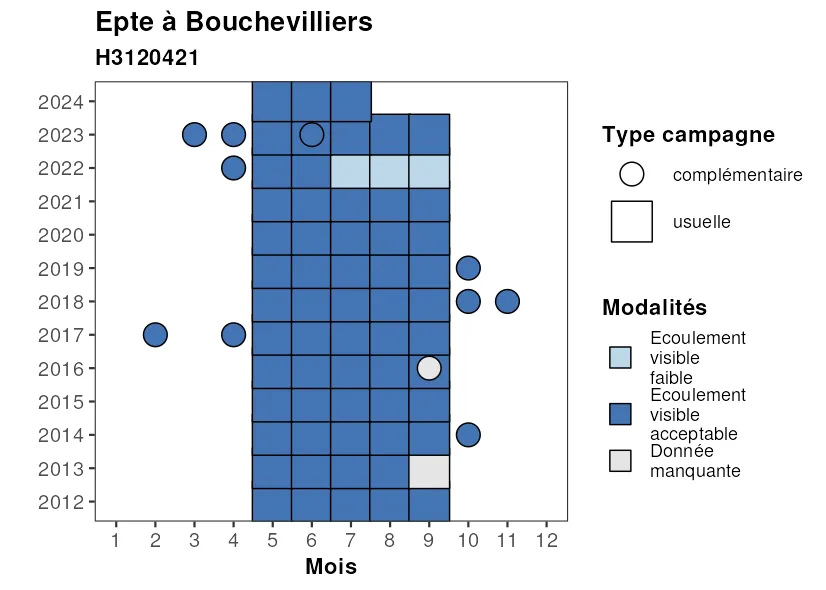 Epte à Bouchevilliers
H3120421
2024
2023
2022
2021
2020
2019
2018
2017
2016
2015
2014
2013
2012
1 2 3 4 5 6 7 8 9 10 11 12
Mois
Type campagne
complémentaire
usuelle
Modalités
Ecoulement
visible
faible
Ecoulement
visible
acceptable
Donnée
manquante